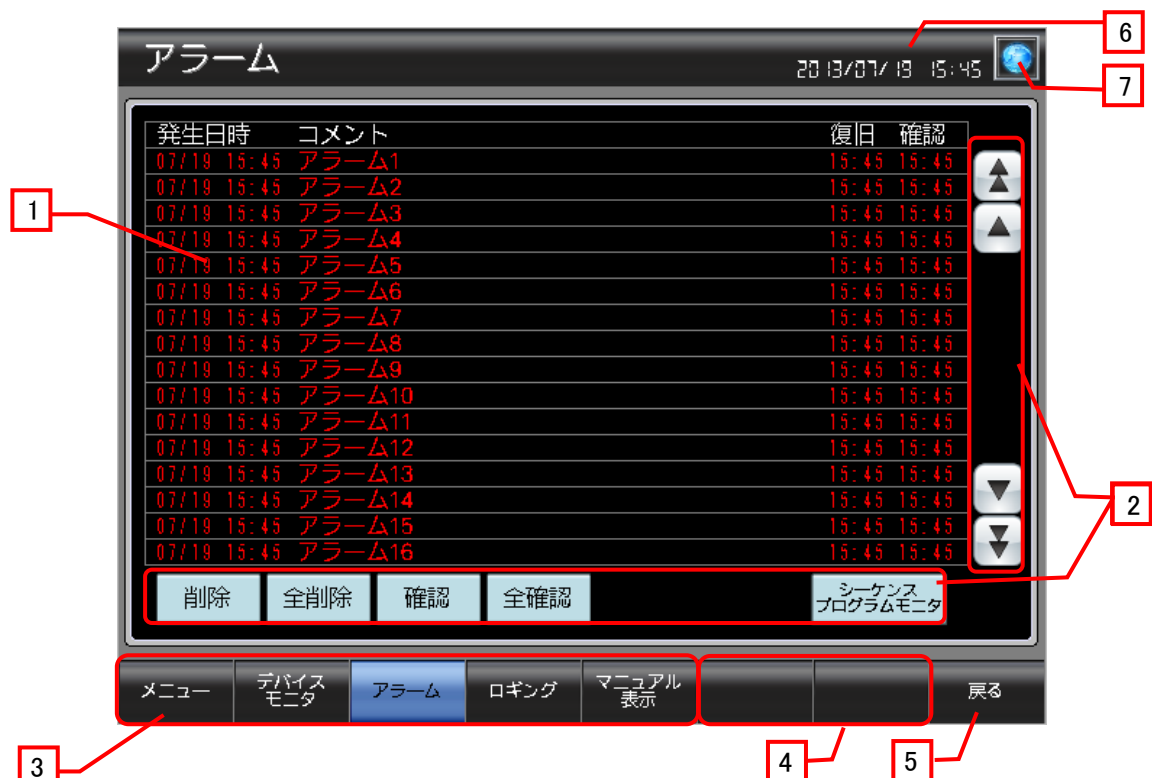 6
アラーム
2013/07/19 15:45
7
発生日時 コメント 復旧 確認
07/19 15:45 アラーム1 15:45 15:45
07/19 15:45 アラーム2 15:45 15:45
1
07/19 15:45 アラーム3 15:45 15:45
07/19 15:45 アラーム4 15:45 15:45
07/19 15:45 アラーム5 15:45 15:45
07/19 15:45 アラーム6 15:45 15:45
07/19 15:45 アラーム7 15:45 15:45
07/19 15:45 アラーム8 15:45 15:45
07/19 15:45 アラーム9 15:45 15:45
07/19 15:45 アラーム10 15:45 15:45
07/19 15:45 アラーム11 15:45 15:45
07/19 15:45 アラーム12 15:45 15:45
07/19 15:45 アラーム13 15:45 15:45
07/19 15:45 アラーム14 15:45 15:45
2
07/19 15:45 アラーム15 15:45 15:45
07/19 15:45 アラーム16 15:45 15:45
削除 全削除 確認 全確認
シーケンス
プログラムモニタ
メニュー
デバイス
モニタ
アラーム
ロギング
マニュアル
表示
戻る
3
4
5